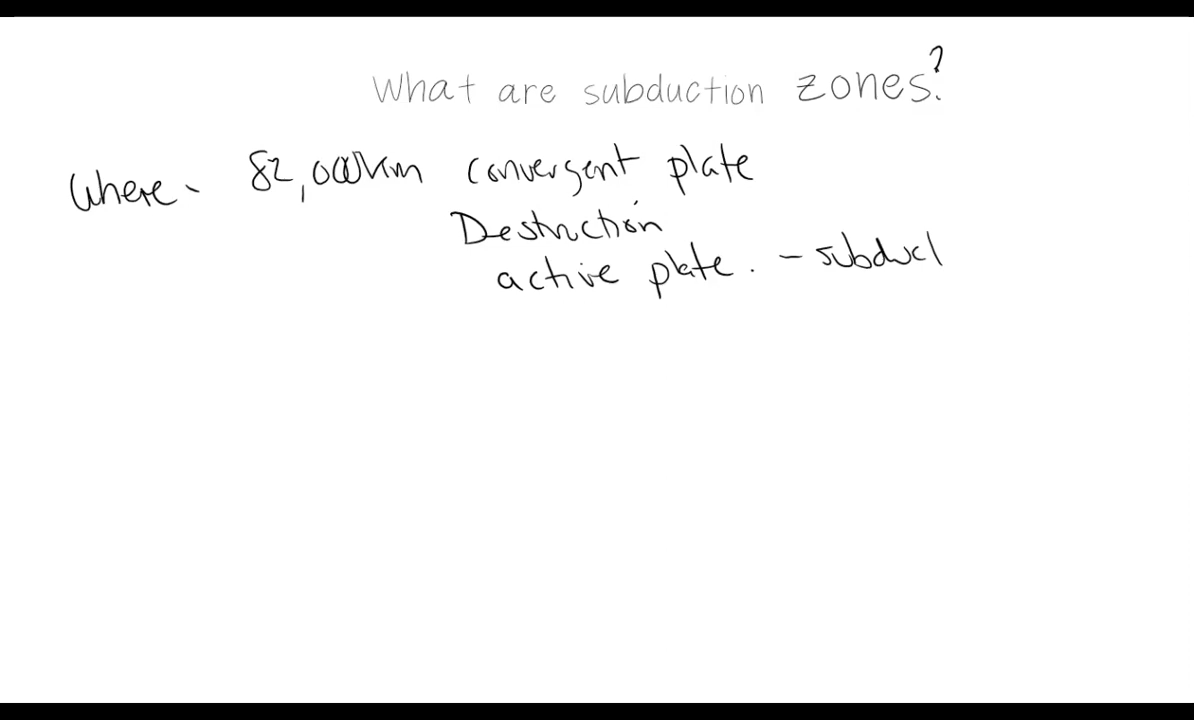 What are subduction zones?
Where - 82,000km convergent plate
Destruction
active plate. - subduct